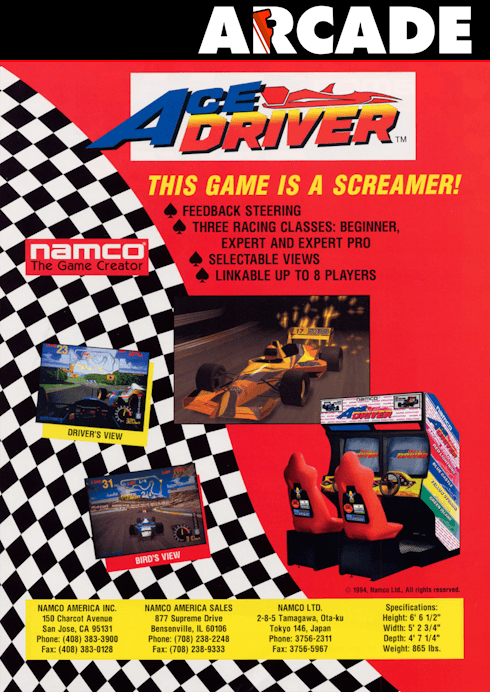 ARCADE
ACE
DRIVER™
THIS GAME IS A SCREAMER!
♠ FEEDBACK STEERING
♠ THREE RACING CLASSES: BEGINNER,
EXPERT AND EXPERT PRO
♠ SELECTABLE VIEWS
♠ LINKABLE UP TO 8 PLAYERS
namco®
The Game Creator
23
DRIVER'S VIEW
31
BIRD'S VIEW
namco
ACE
DRIVER
© 1994, Namco Ltd., All rights reserved.
NAMCO AMERICA INC.
150 Charcot Avenue
San Jose, CA 95131
Phone: (408) 383-3900
Fax: (408) 383-0128
NAMCO AMERICA SALES
877 Supreme Drive
Bensenville, IL 60106
Phone: (708) 238-2248
Fax: (708) 238-9333
NAMCO LTD.
2-8-5 Tamagawa, Ota-ku
Tokyo 146, Japan
Phone: 3756-2311
Fax: 3756-5967
Specifications:
Height: 6' 6 1/2"
Width: 5' 2 3/4"
Depth: 4' 7 1/4"
Weight: 865 lbs.